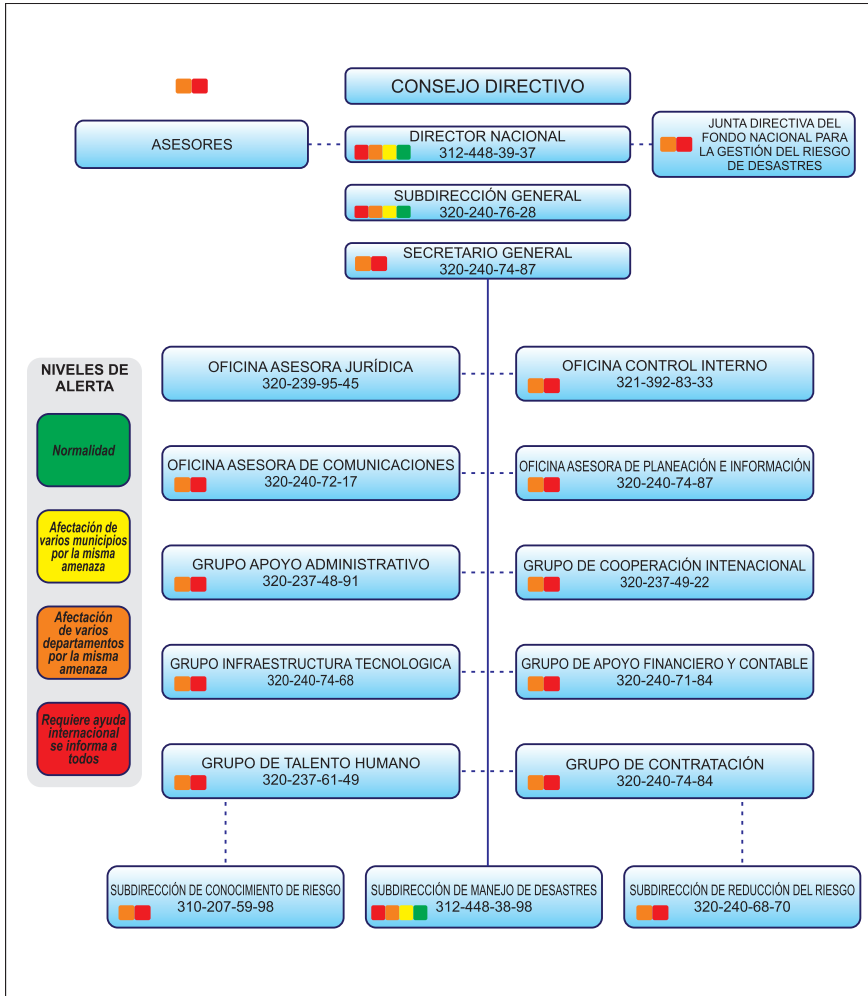 CONSEJO DIRECTIVO
ASESORES
DIRECTOR NACIONAL
312-448-39-37
JUNTA DIRECTIVA DEL
FONDO NACIONAL PARA
LA GESTIÓN DEL RIESGO
DE DESASTRES
SUBDIRECCIÓN GENERAL
320-240-76-28
SECRETARIO GENERAL
320-240-74-87
NIVELES DE
ALERTA
Normalidad
Afectación de
varios municipios
por la misma
amenaza
Afectación
de varios
departamentos
por la misma
amenaza
Requiere ayuda
internacional
se informa a
todos
OFICINA ASESORA JURÍDICA
320-239-95-45
OFICINA CONTROL INTERNO
321-392-83-33
OFICINA ASESORA DE COMUNICACIONES
320-240-72-17
OFICINA ASESORA DE PLANEACIÓN E INFORMACIÓN
320-240-74-87
GRUPO APOYO ADMINISTRATIVO
320-237-48-91
GRUPO DE COOPERACIÓN INTENACIONAL
320-237-49-22
GRUPO INFRAESTRUCTURA TECNOLOGICA
320-240-74-68
GRUPO DE APOYO FINANCIERO Y CONTABLE
320-240-71-84
GRUPO DE TALENTO HUMANO
320-237-61-49
GRUPO DE CONTRATACIÓN
320-240-74-84
SUBDIRECCIÓN DE CONOCIMIENTO DE RIESGO
310-207-59-98
SUBDIRECCIÓN DE MANEJO DE DESASTRES
312-448-38-98
SUBDIRECCIÓN DE REDUCCIÓN DEL RIESGO
320-240-68-70